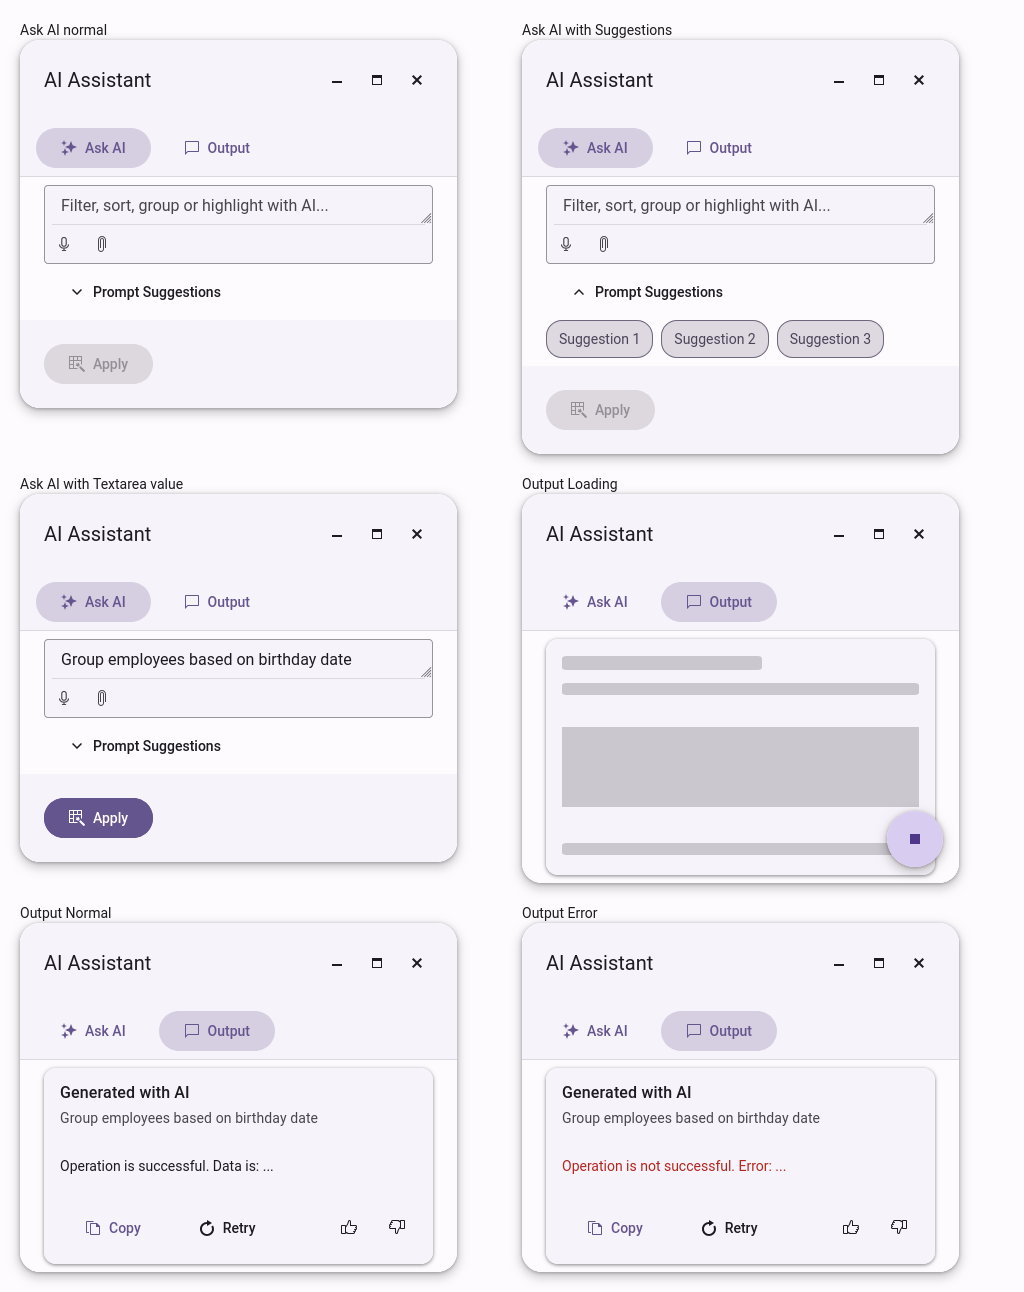 Ask AI normal
AI Assistant
Ask AI
Output
Filter, sort, group or highlight with AI...
Prompt Suggestions
Apply
Ask AI with Suggestions
AI Assistant
Ask AI
Output
Filter, sort, group or highlight with AI...
Prompt Suggestions
Suggestion 1
Suggestion 2
Suggestion 3
Apply
Ask AI with Textarea value
AI Assistant
Ask AI
Output
Group employees based on birthday date
Prompt Suggestions
Apply
Output Loading
AI Assistant
Ask AI
Output
Output Normal
AI Assistant
Ask AI
Output
Generated with AI
Group employees based on birthday date
Operation is successful. Data is: ...
Copy
Retry
Output Error
AI Assistant
Ask AI
Output
Generated with AI
Group employees based on birthday date
Operation is not successful. Error: ...
Copy
Retry